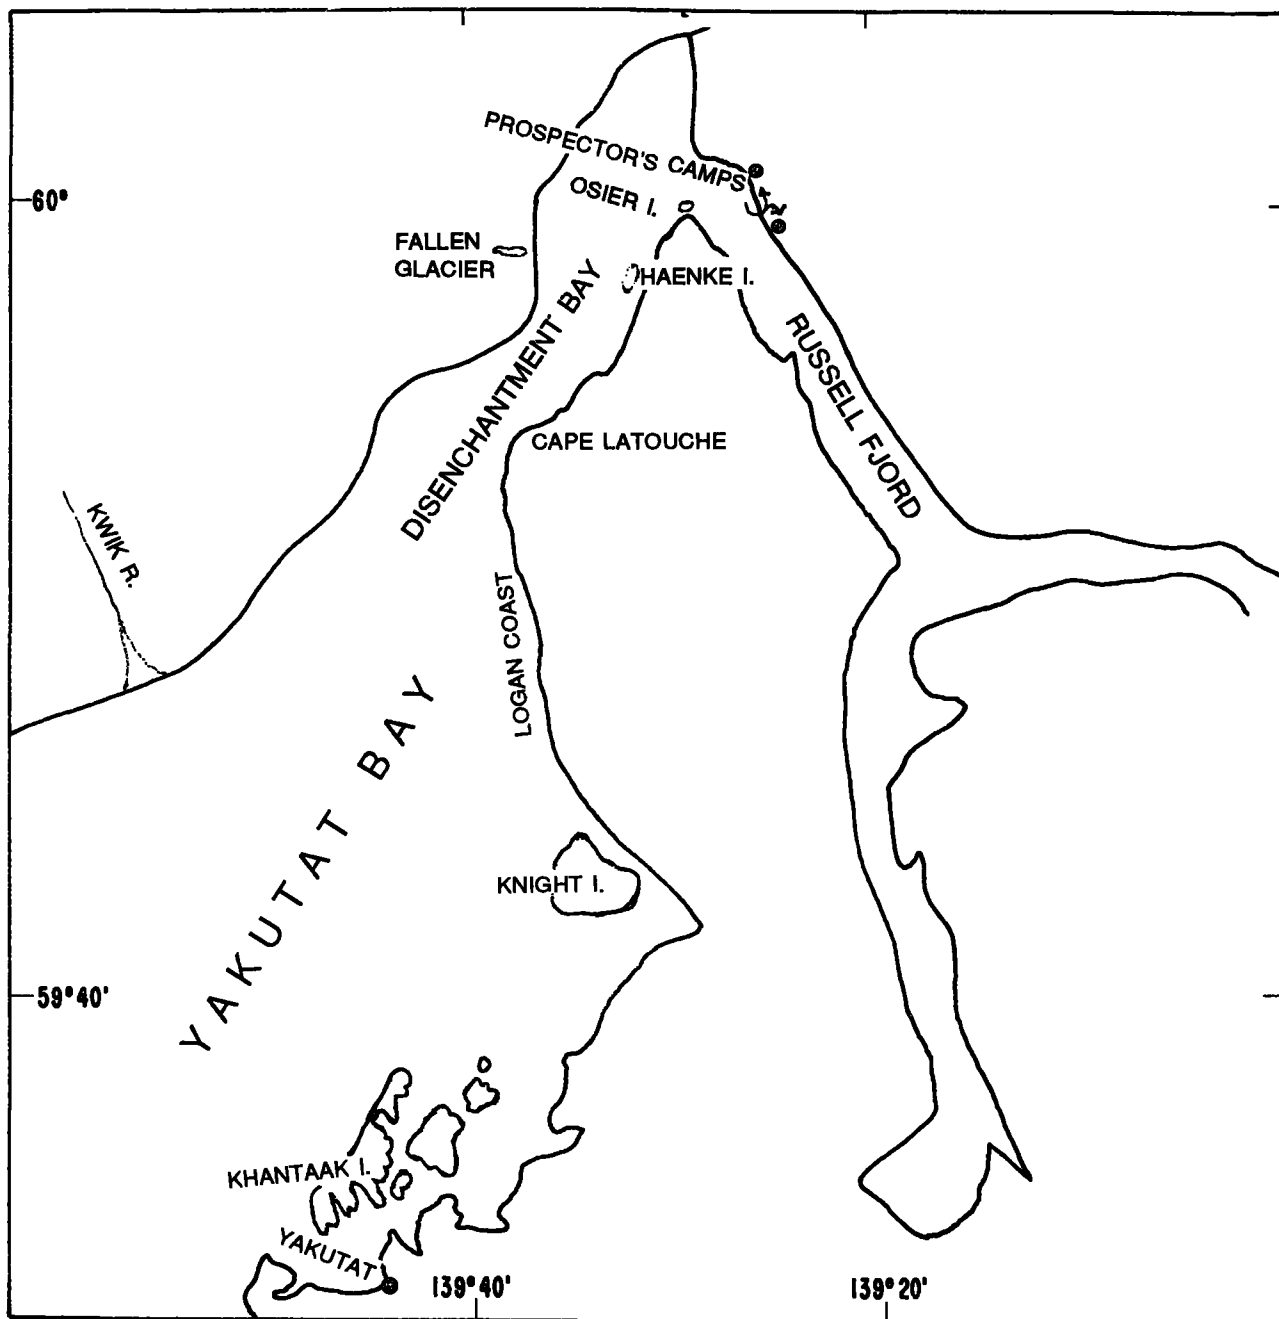 PROSPECTOR'S CAMPS
60°
OSIER I.
FALLEN
GLACIER
HAENKE I.
DISENCHANTMENT BAY
RUSSELL FJORD
CAPE LATOUCHE
KWIK R.
LOGAN COAST
YAKUTAT BAY
KNIGHT I.
59°40'
KHANTAAK I.
YAKUTAT
139°40'
139°20'